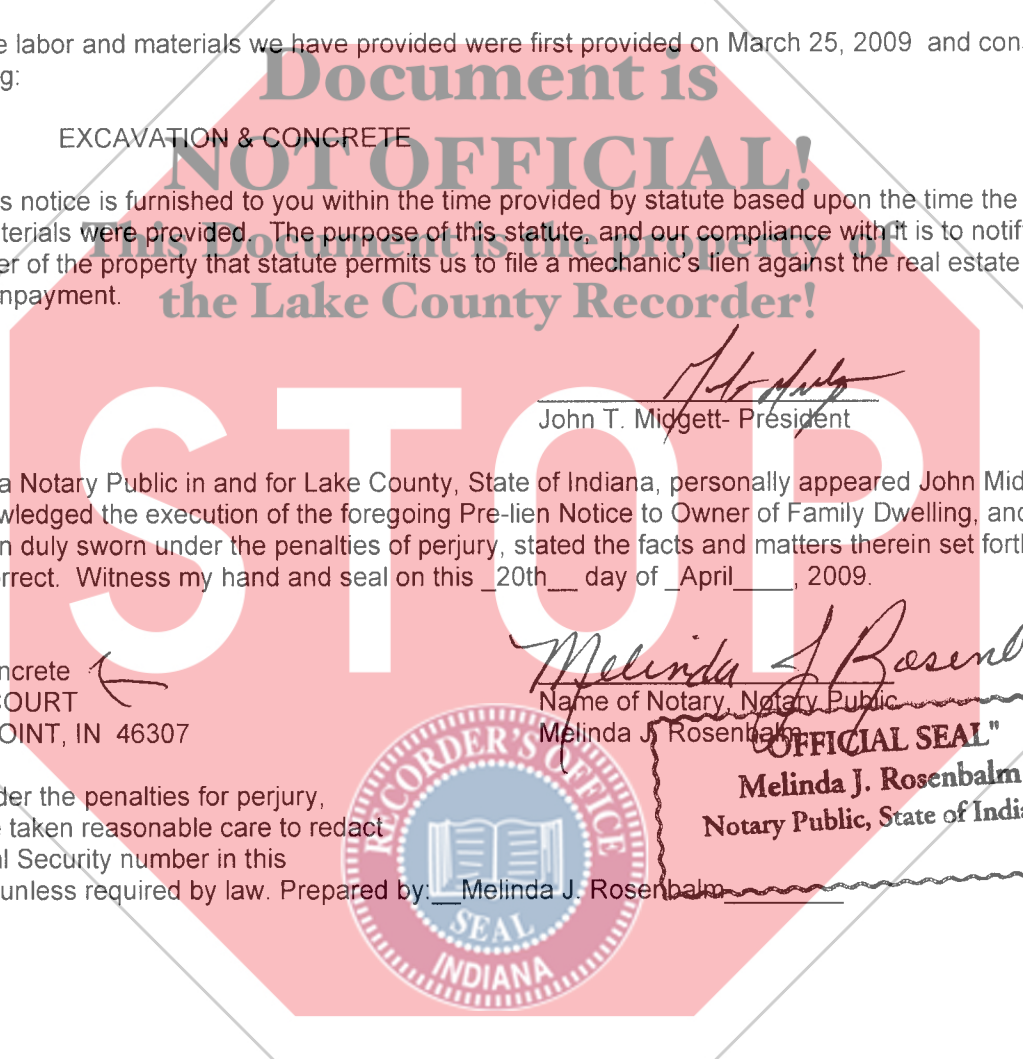 e labor and materials we have provided were first provided on March 25, 2009 and con
g:
Document is
EXCAVATION & CONCRETE
NOT OFFICIAL!
s notice is furnished to you within the time provided by statute based upon the time the
terials were provided. The purpose of this statute, and our compliance with it is to notif
This Document is the property of
er of the property that statute permits us to file a mechanic's lien against the real estate
npayment.
the Lake County Recorder!
John T. Midgett- President
STOP
a Notary Public in and for Lake County, State of Indiana, personally appeared John Mid
wledged the execution of the foregoing Pre-lien Notice to Owner of Family Dwelling, and
n duly sworn under the penalties of perjury, stated the facts and matters therein set forth
rrect. Witness my hand and seal on this _20th__ day of _April____, 2009.
Melinda J Rosenb
ncrete
OURT
OINT, IN 46307
Name of Notary, Notary Public
Melinda J. Rosenbalm
"OFFICIAL SEAL"
Melinda J. Rosenbalm
Notary Public, State of India
der the penalties for perjury,
e taken reasonable care to redact
l Security number in this
unless required by law. Prepared by:__Melinda J. Rosenbalm
RECORDER'S OFFICE
SEAL
INDIANA